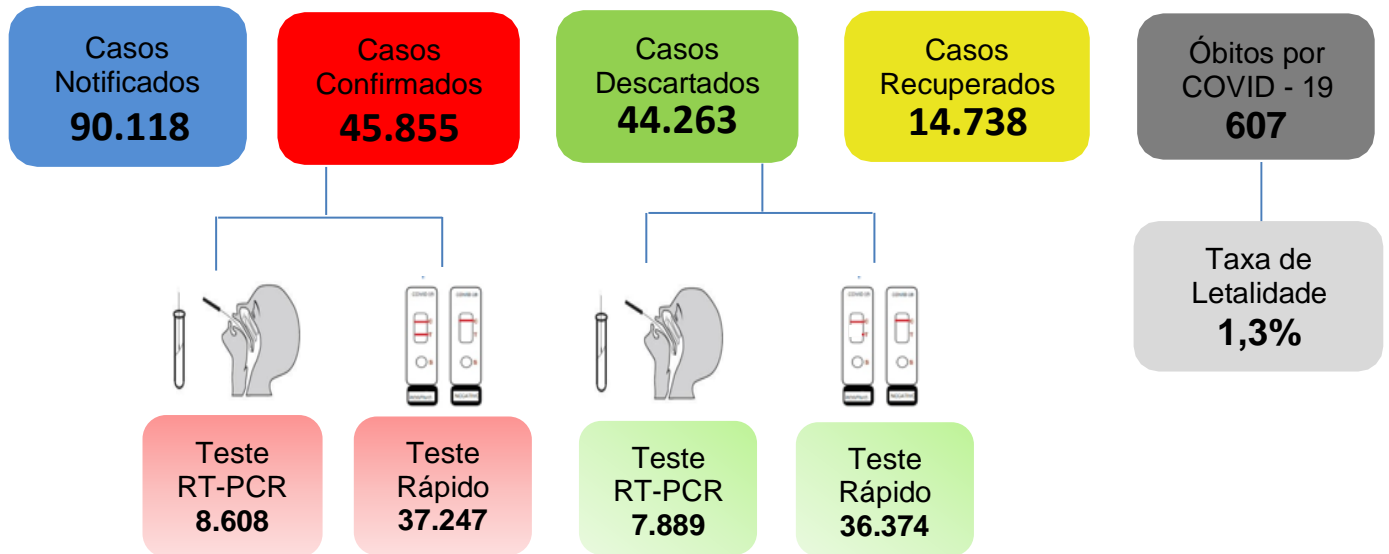 Casos
Notificados
90.118
Casos
Confirmados
45.855
Casos
Descartados
44.263
Casos
Recuperados
14.738
Óbitos por
COVID - 19
607
Taxa de
Letalidade
1,3%
Teste
RT-PCR
8.608
Teste
Rápido
37.247
Teste
RT-PCR
7.889
Teste
Rápido
36.374